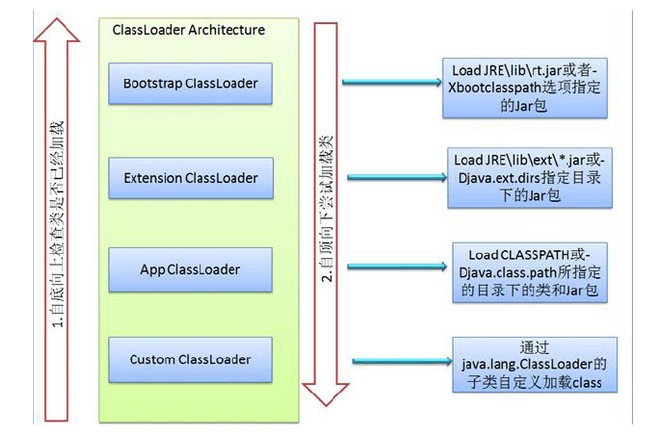 ClassLoader Architecture
Bootstrap ClassLoader
Extension ClassLoader
App ClassLoader
Custom ClassLoader
1.自底向上检查类是否已经加载
2.自顶向下尝试加载类
Load JRE\lib\rt.jar或者-
Xbootclasspath选项指定
的Jar包
Load JRE\lib\ext\*.jar或-
Djava.ext.dirs指定目录
下的Jar包
Load CLASSPATH或-
Djava.class.path所指定
的目录下的类和Jar包
通过
java.lang.ClassLoader的
子类自定义加载class